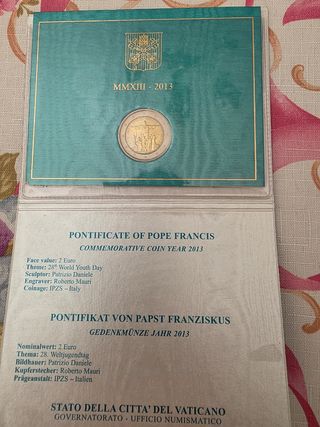 MMXIII - 2013
PONTIFICATE OF POPE FRANCIS
COMMEMORATIVE COIN YEAR 2013
Face value: 2 Euro
Theme: 28th World Youth Day
Sculptor: Patrizio Daniele
Engraver: Roberto Mauri
Coinage: IPZS – Italy
PONTIFIKAT VON PAPST FRANZISKUS
GEDENKMÜNZE JAHR 2013
Nominalwert: 2 Euro
Thema: 28. Weltjugendtag
Bildhauer: Patrizio Daniele
Kupferstecher: Roberto Mauri
Prägeanstalt: IPZS – Italien
STATO DELLA CITTA' DEL VATICANO
GOVERNATORATO - UFFICIO NUMISMATICO